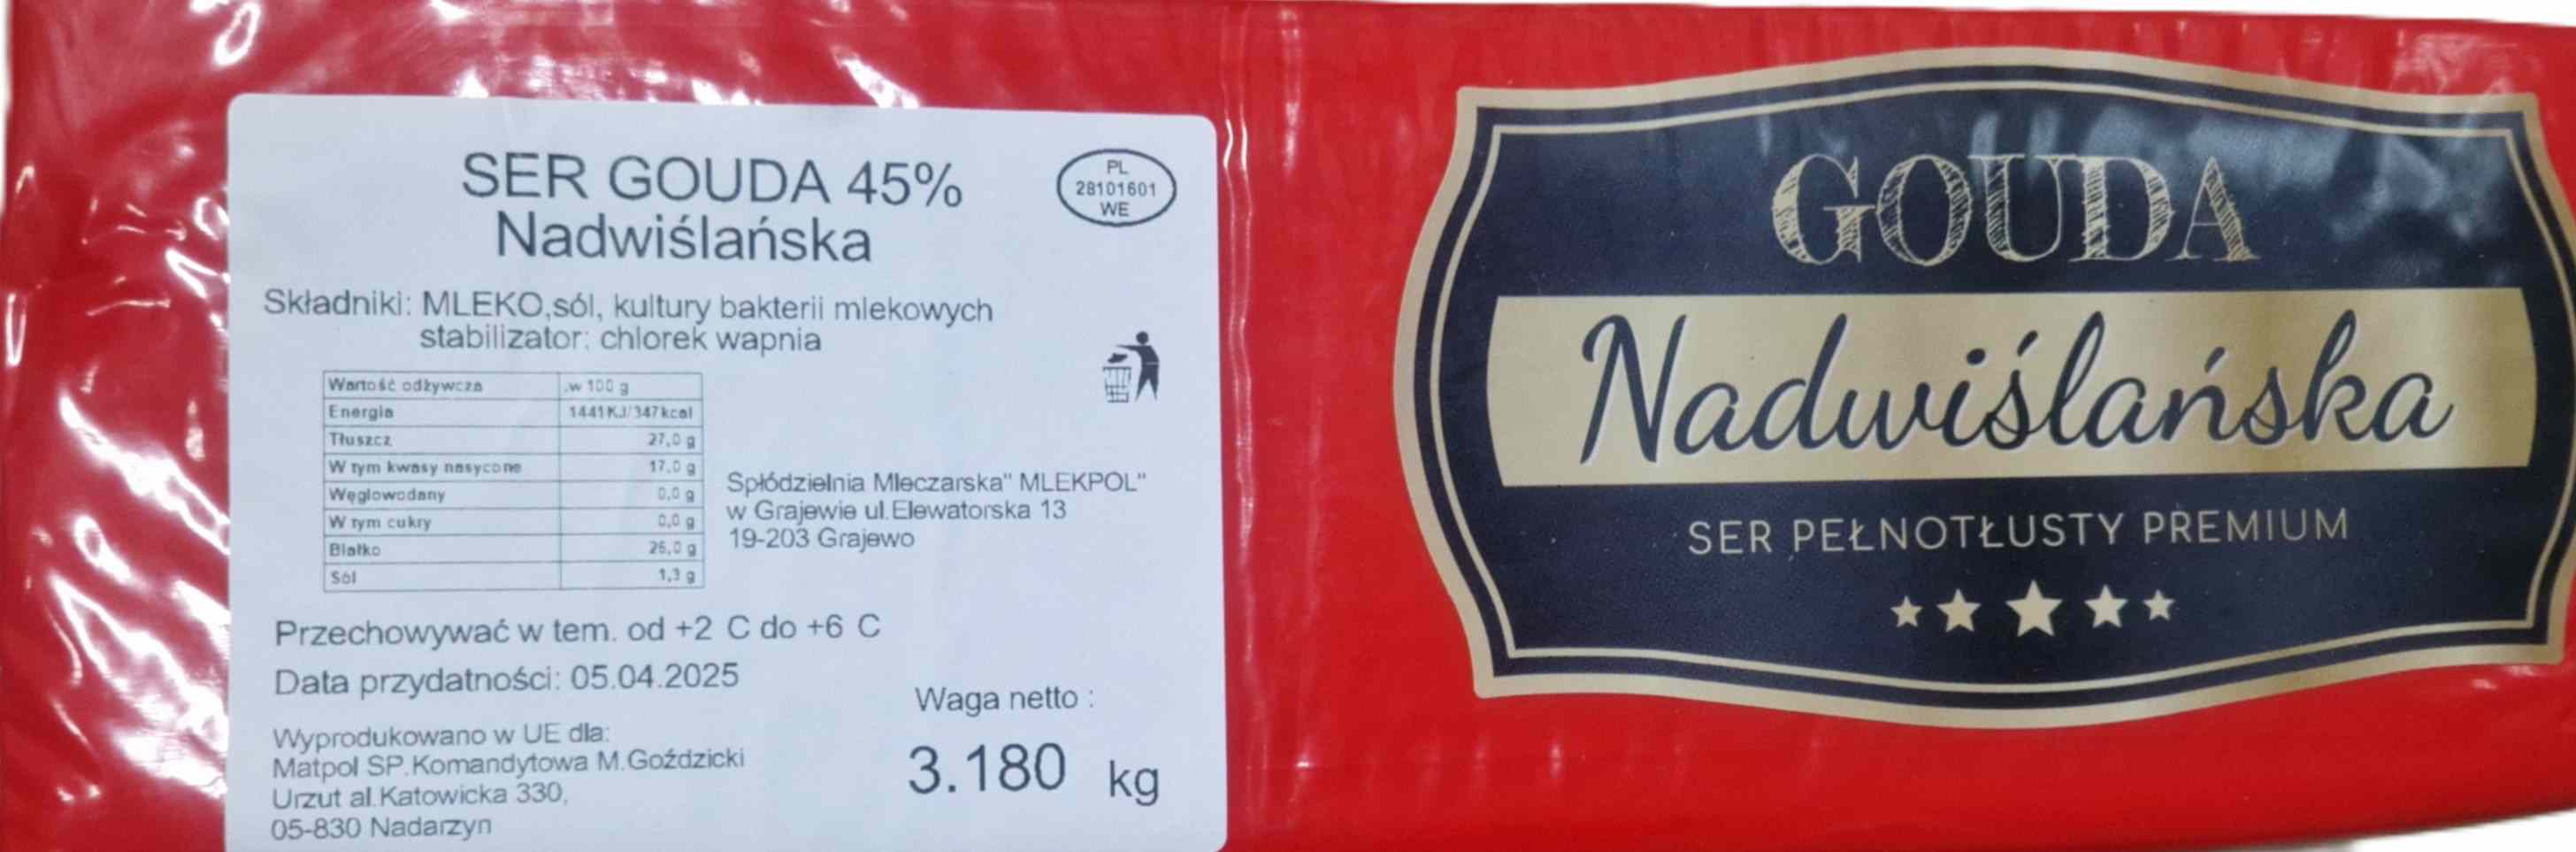 SER GOUDA 45%
Nadwiślańska
PL
28101601
WE
Składniki: MLEKO,sól, kultury bakterii mlekowych
stabilizator: chlorek wapnia
Wartość odżywcza .w 100 g
Energia 1441KJ/347kcal
Tłuszcz 27,0 g
W tym kwasy nasycone 17,0 g
Węglowodany 0,0 g
W tym cukry 0,0 g
Białko 26,0 g
Sól 1,3 g
Spłódzielnia Mleczarska" MLEKPOL"
w Grajewie ul.Elewatorska 13
19-203 Grajewo
Przechowywać w tem. od +2 C do +6 C
Data przydatności: 05.04.2025
Wyprodukowano w UE dla:
Matpol SP.Komandytowa M.Goździcki
Urzut al.Katowicka 330,
05-830 Nadarzyn
Waga netto :
3.180 kg
GOUDA
Nadwiślańska
SER PEŁNOTŁUSTY PREMIUM